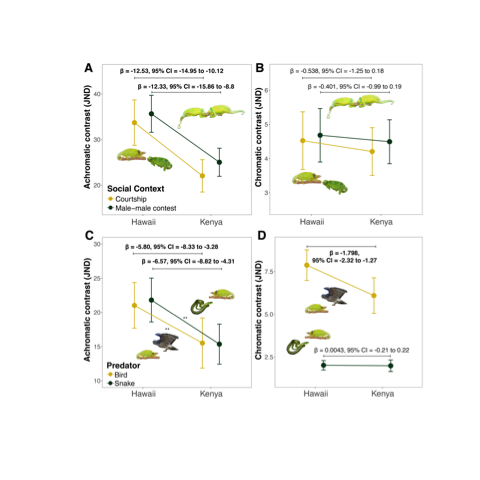 A
β = -12.53, 95% CI = -14.95 to -10.12
β = -12.33, 95% CI = -15.86 to -8.8
Achromatic contrast (JND)
40
30
20
Social Context
Courtship
Male-male contest
Hawaii Kenya
B
β = -0.538, 95% CI = -1.25 to 0.18
β = -0.401, 95% CI = -0.99 to 0.19
Chromatic contrast (JND)
6
5
4
3
Hawaii Kenya
C
β = -5.80, 95% CI = -8.33 to -3.28
β = -6.57, 95% CI = -8.82 to -4.31
Achromatic contrast (JND)
30
25
20
15
10
Predator
Bird
Snake
Hawaii Kenya
D
β = -1.798,
95% CI = -2.32 to -1.27
β = 0.0043, 95% CI = -0.21 to 0.22
Chromatic contrast (JND)
7.5
5.0
2.5
Hawaii Kenya